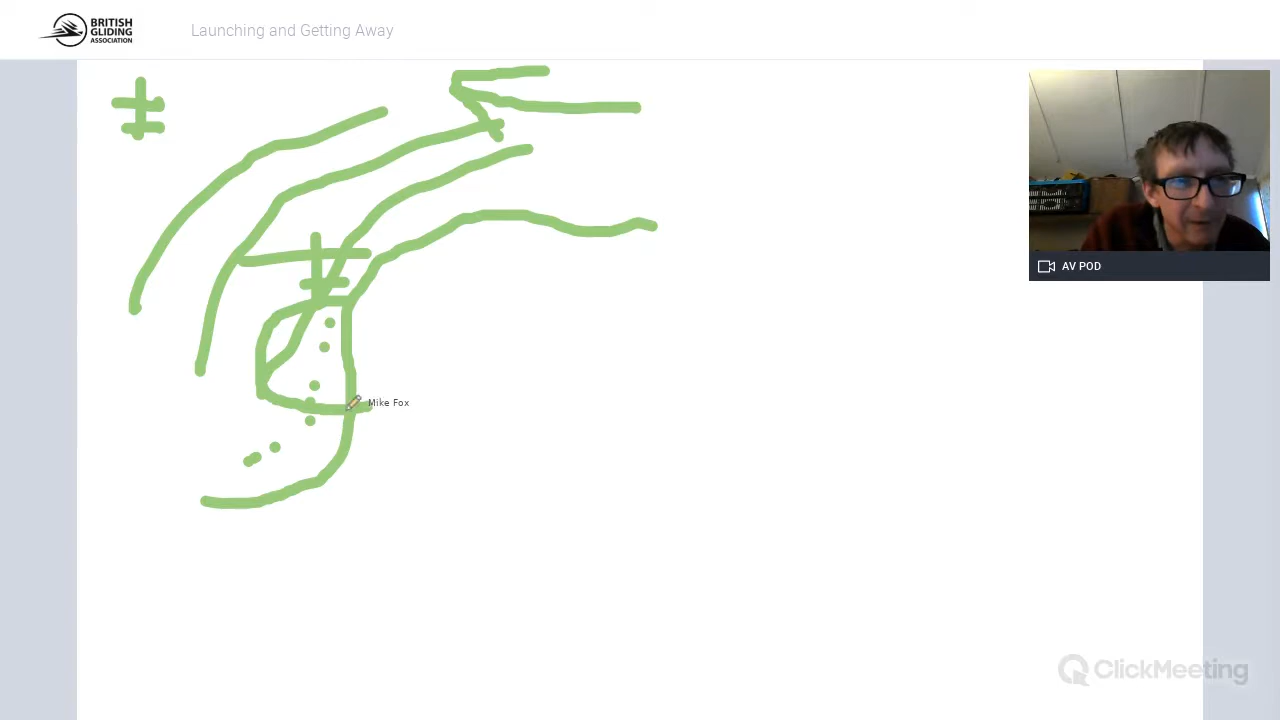 BRITISH
GLIDING
ASSOCIATION
Launching and Getting Away
AV POD
Mike Fox
ClickMeeting